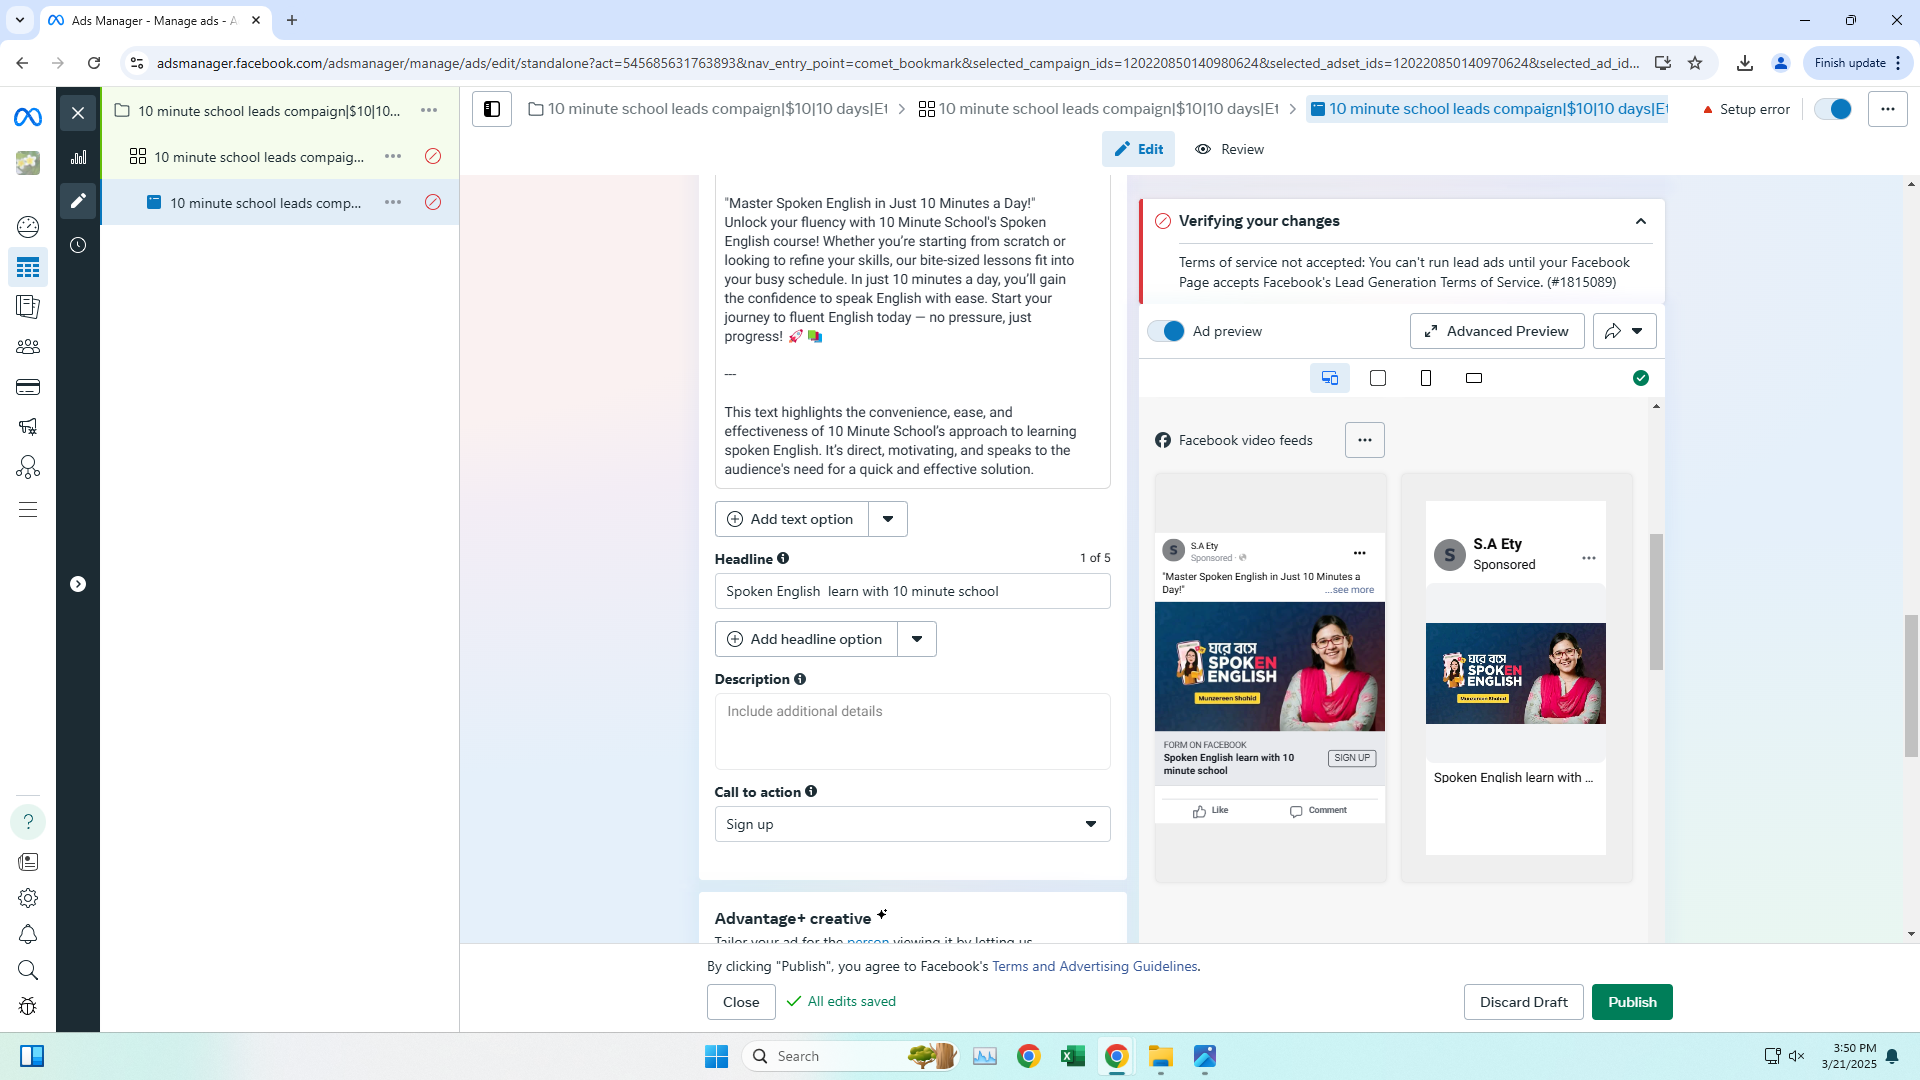 Ads Manager - Manage ads - A
adsmanager.facebook.com/adsmanager/manage/ads/edit/standalone?act=545685631763893&nav_entry_point=comet_bookmark&selected_campaign_ids=120220850140980624&selected_adset_ids=120220850140970624&selected_ad_id...
Finish update
10 minute school leads compaign|$10|10...
10 minute school leads compaig...
10 minute school leads comp...
10 minute school leads compaign|$10|10 days|Et
10 minute school leads compaign|$10|10 days|Et
10 minute school leads compaign|$10|10 days|Et
Setup error
Edit
Review
"Master Spoken English in Just 10 Minutes a Day!"
Unlock your fluency with 10 Minute School's Spoken
English course! Whether you're starting from scratch or
looking to refine your skills, our bite-sized lessons fit into
your busy schedule. In just 10 minutes a day, you'll gain
the confidence to speak English with ease. Start your
journey to fluent English today — no pressure, just
progress! 🚀 📚
---
This text highlights the convenience, ease, and
effectiveness of 10 Minute School's approach to learning
spoken English. It's direct, motivating, and speaks to the
audience's need for a quick and effective solution.
Add text option
Headline
1 of 5
Spoken English  learn with 10 minute school
Add headline option
Description
Include additional details
Call to action
Sign up
Advantage+ creative
Tailor your ad for the person viewing it by letting us
Verifying your changes
Terms of service not accepted: You can't run lead ads until your Facebook
Page accepts Facebook's Lead Generation Terms of Service. (#1815089)
Ad preview
Advanced Preview
Facebook video feeds
S
S.A Ety
Sponsored ·
"Master Spoken English in Just 10 Minutes a
Day!"
...see more
ঘরে বসে
SPOKEN
ENGLISH
Munzereen Shahid
FORM ON FACEBOOK
Spoken English learn with 10
minute school
SIGN UP
Like
Comment
S
S.A Ety
Sponsored
ঘরে বসে
SPOKEN
ENGLISH
Munzereen Shahid
Spoken English learn with ...
By clicking "Publish", you agree to Facebook's Terms and Advertising Guidelines.
Close
All edits saved
Discard Draft
Publish
Search
3:50 PM
3/21/2025